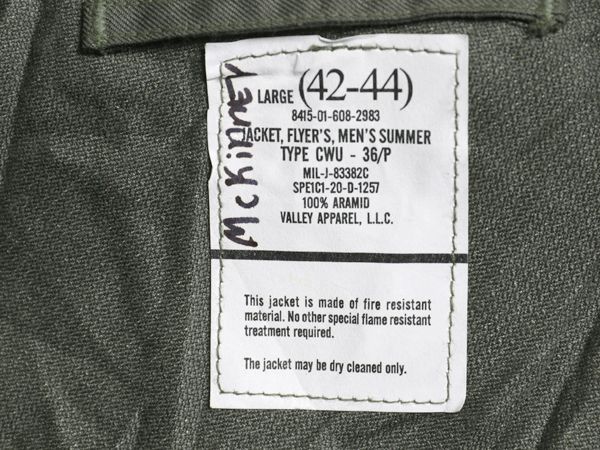 McKinney
LARGE (42-44)
8415-01-608-2983
JACKET, FLYER'S, MEN'S SUMMER
TYPE CWU - 36/P
MIL-J-83382C
SPE1C1-20-D-1257
100% ARAMID
VALLEY APPAREL, L.L.C.
This jacket is made of fire resistant
material. No other special flame resistant
treatment required.
The jacket may be dry cleaned only.